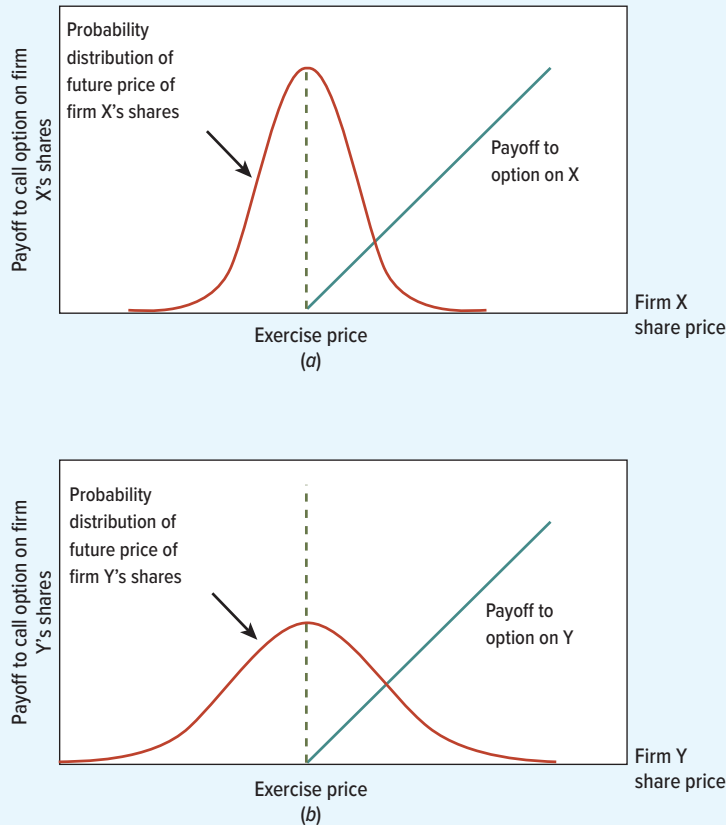 Payoff to call option on firm
X's shares
Probability
distribution of
future price of
firm X's shares
Payoff to
option on X
Firm X
share price
Exercise price
(a)
Payoff to call option on firm
Y's shares
Probability
distribution of
future price of
firm Y's shares
Payoff to
option on Y
Firm Y
share price
Exercise price
(b)